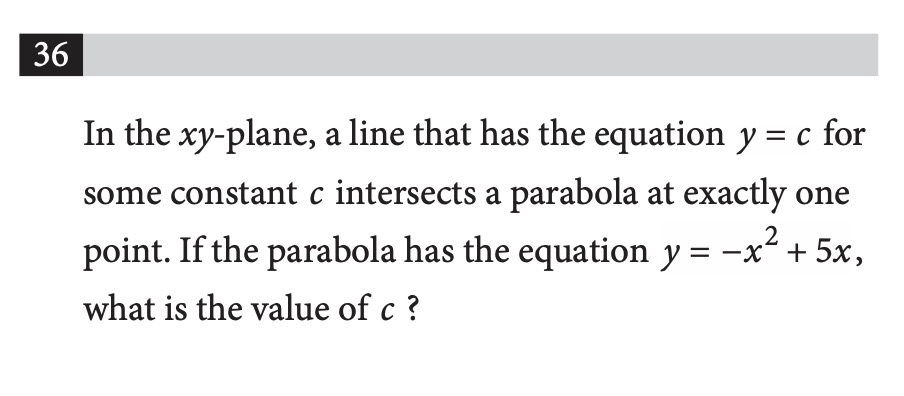 36
In the xy-plane, a line that has the equation y = c for
some constant c intersects a parabola at exactly one
point. If the parabola has the equation y = −x² + 5x,
what is the value of c ?